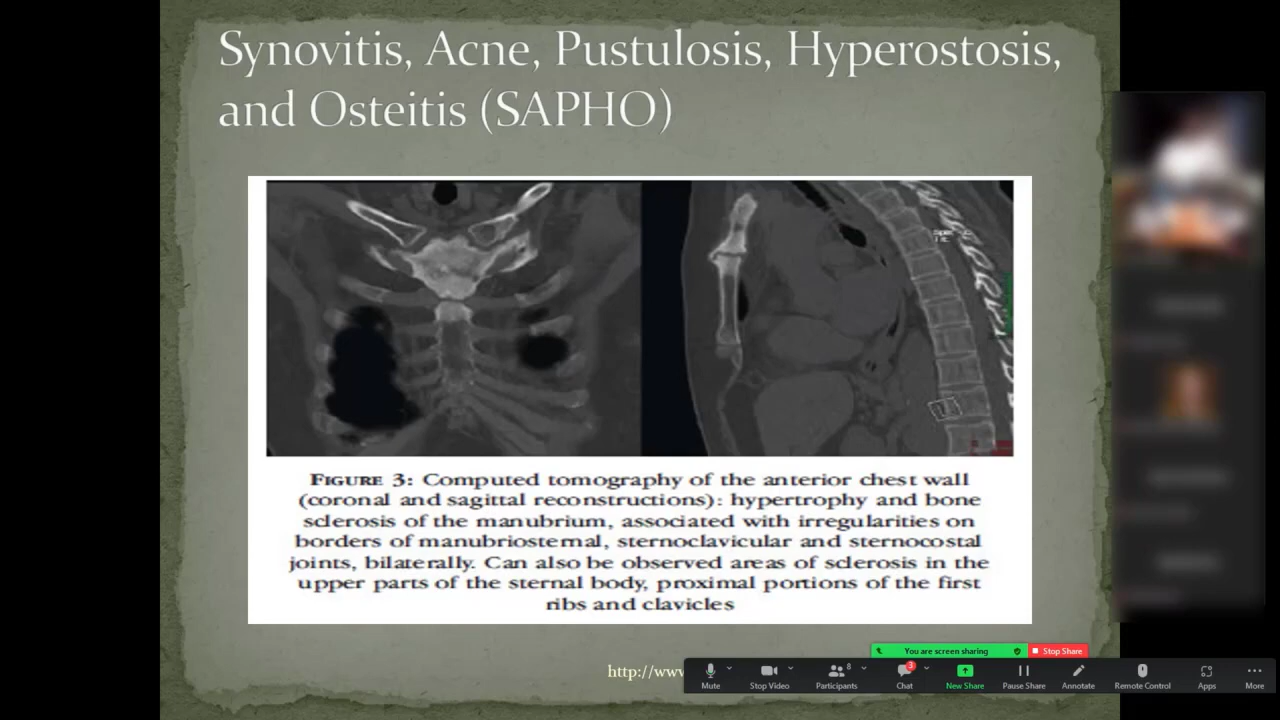 Synovitis, Acne, Pustulosis, Hyperostosis,
and Osteitis (SAPHO)
FIGURE 3: Computed tomography of the anterior chest wall
(coronal and sagittal reconstructions): hypertrophy and bone
sclerosis of the manubrium, associated with irregularities on
borders of manubriosternal, sternoclavicular and sternocostal
joints, bilaterally. Can also be observed areas of sclerosis in the
upper parts of the sternal body, proximal portions of the first
ribs and clavicles
You are screen sharing
Stop Share
http://www
8
3
Mute
Stop Video
Participants
Chat
New Share
Pause Share
Annotate
Remote Control
Apps
More